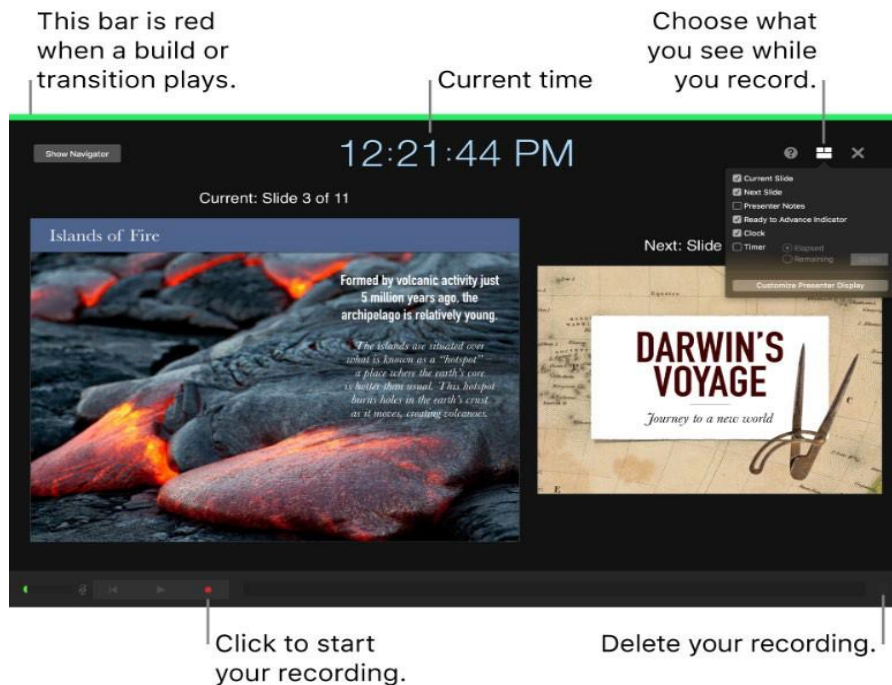 This bar is red
when a build or
transition plays.
Current time
Choose what
you see while
you record.
Show Navigator
12:21:44 PM
Current: Slide 3 of 11
Current Slide
Next Slide
Presenter Notes
Ready to Advance Indicator
Clock
Timer
Elapsed
Remaining
Customize Presenter Display
Next: Slide
Islands of Fire
Formed by volcanic activity just
5 million years ago, the
archipelago is relatively young.
The islands are situated over
what is known as a “hotspot”
a place where the earth’s core
is hotter then usual. This hotspot
burns holes in the earth’s crust
as it moves, creating volcanoes.
Equator
DARWIN’S
VOYAGE
Journey to a new world
C
E
Click to start
your recording.
Delete your recording.